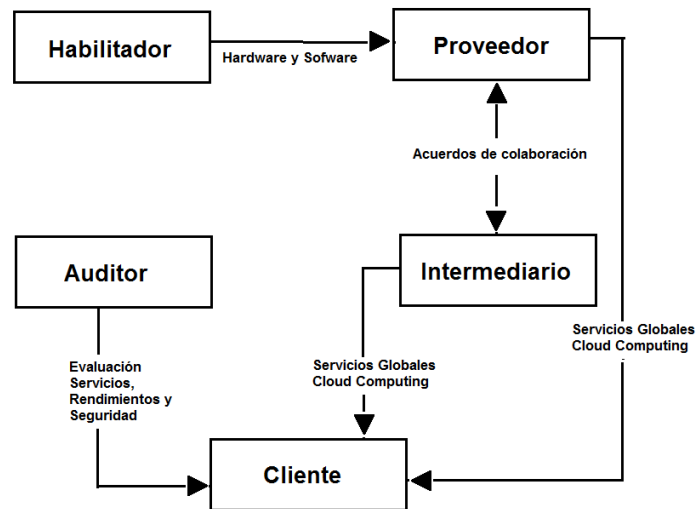 Habilitador
Hardware y Sofware
Proveedor
Acuerdos de colaboración
Auditor
Intermediario
Servicios Globales
Cloud Computing
Evaluación
Servicios,
Rendimientos y
Seguridad
Servicios Globales
Cloud Computing
Cliente